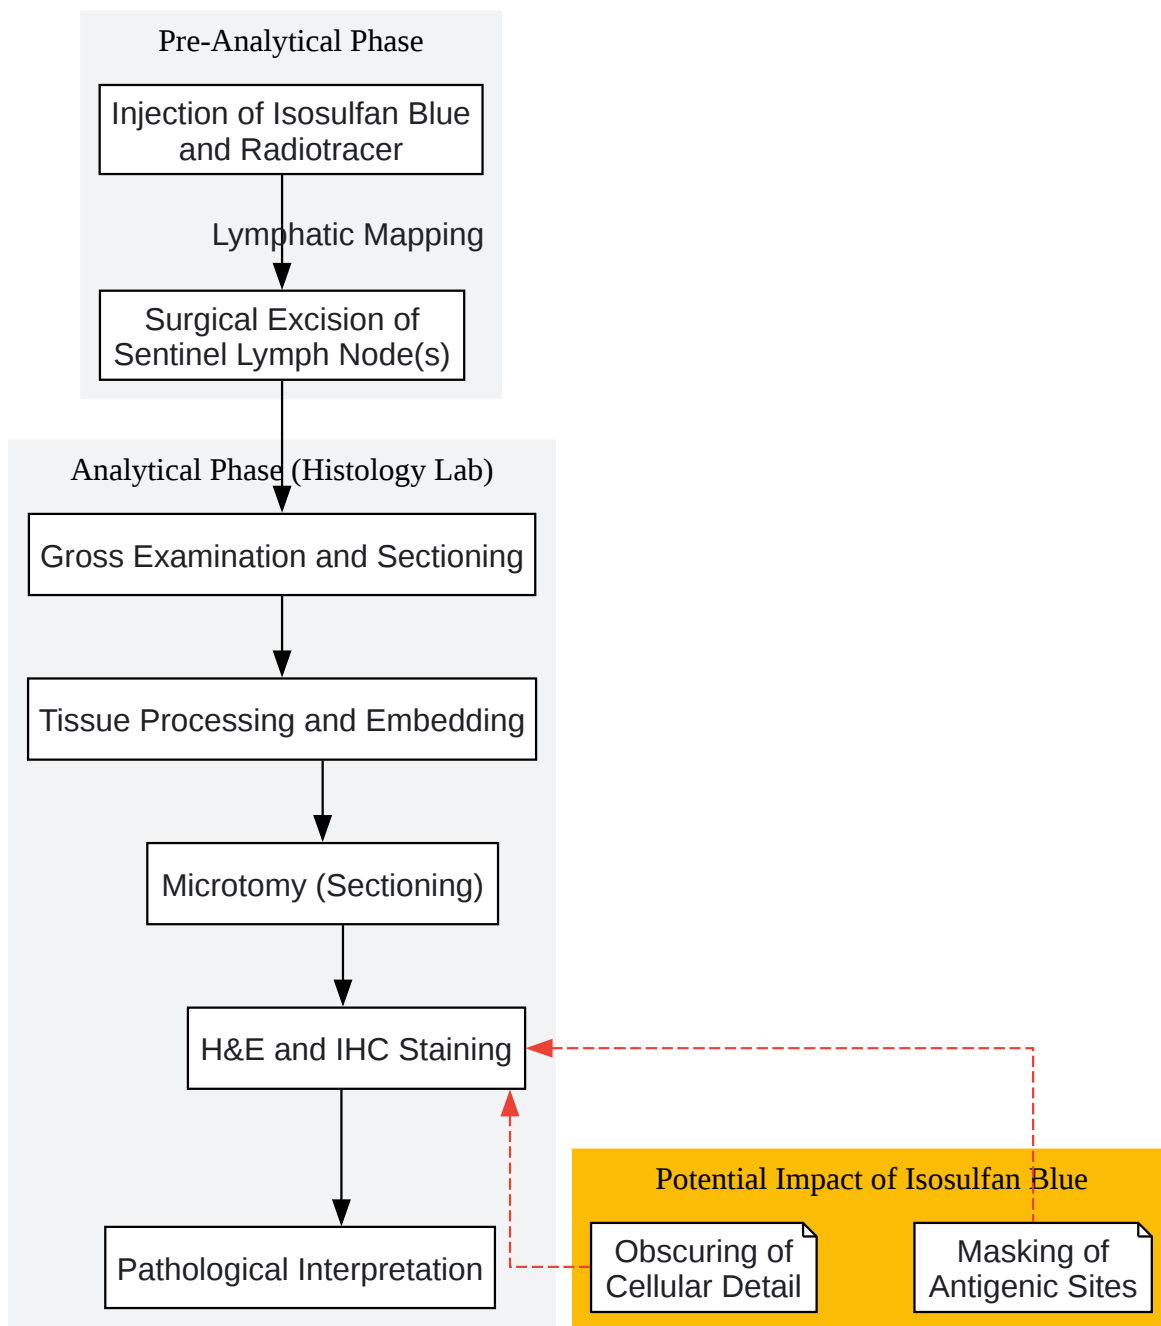 Pre-Analytical Phase
Injection of Isosulfan Blue
and Radiotracer
Lymphatic Mapping
Surgical Excision of
Sentinel Lymph Node(s)
Analytical Phase (Histology Lab)
Gross Examination and Sectioning
Tissue Processing and Embedding
Microtomy (Sectioning)
H&E and IHC Staining
Pathological Interpretation
Potential Impact of Isosulfan Blue
Obscuring of
Cellular Detail
Masking of
Antigenic Sites